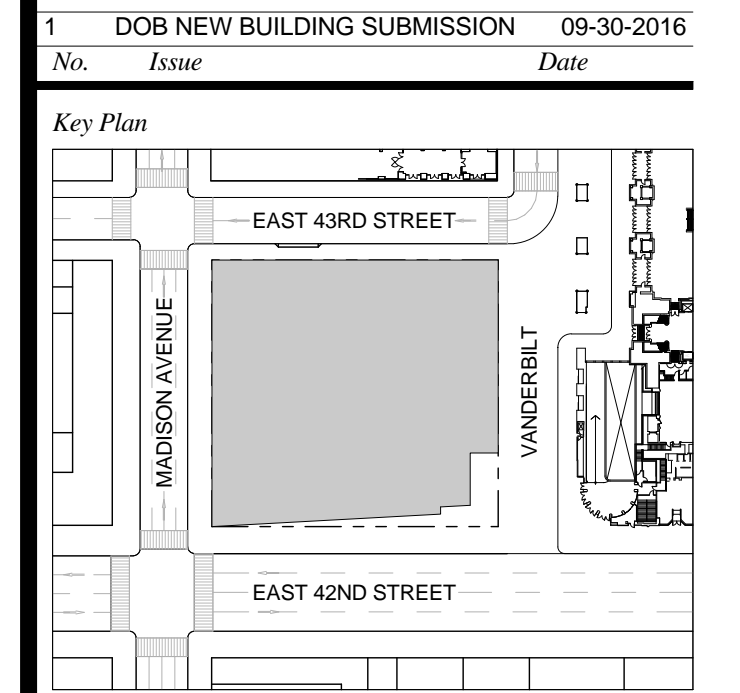 1 DOB NEW BUILDING SUBMISSION 09-30-2016
No. Issue Date
Key Plan
EAST 43RD STREET
MADISON AVENUE
VANDERBILT
EAST 42ND STREET